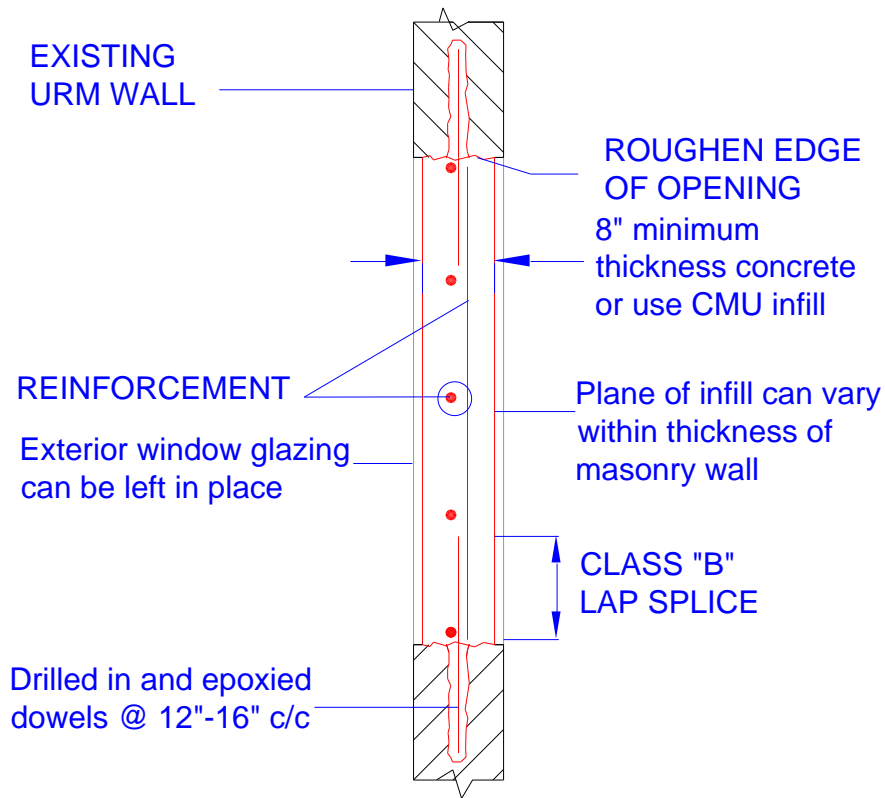 EXISTING
URM WALL
ROUGHEN EDGE
OF OPENING
8" minimum
thickness concrete
or use CMU infill
REINFORCEMENT
Plane of infill can vary
within thickness of
masonry wall
Exterior window glazing
can be left in place
CLASS "B"
LAP SPLICE
Drilled in and epoxied
dowels @ 12"-16" c/c